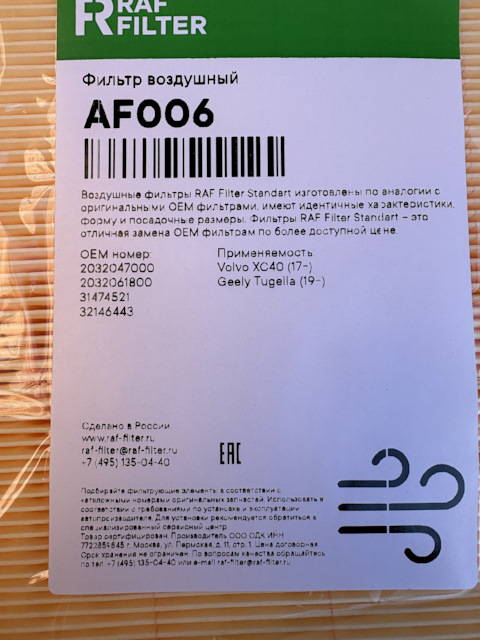 RAF
FILTER
Фильтр воздушный
AF006
Воздушные фильтры RAF Filter Standart изготовлены по аналогии с
оригинальными OEM фильтрами, имеют идентичные характеристики,
форму и посадочные размеры. Фильтры RAF Filter Standart – это
отличная замена OEM фильтрам по более доступной цене.
OEM номер:
2032047000
2032061800
31474521
32146443
Применяемость:
Volvo XC40 (17-)
Geely Tugella (19-)
Сделано в России
www.raf-filter.ru
raf-filter@raf-filter.ru
+7 (495) 135-04-40
EAC
Подбирайте фильтрующие элементы в соответствии с
каталожными номерами оригинальных запчастей. Использовать в
соответствии с требованиями по установке и эксплуатации
автопроизводителя. Для установки рекомендуется обратиться в
специализированный сервисный центр.
Товар сертифицирован. Производитель ООО ОДК ИНН
7722859845 г. Москва, ул. Пермская, д. 11, стр. 1. Цена договорная.
Срок хранения не ограничен. По вопросам качества обращайтесь
по тел. +7 (495) 135-04-40 или e-mail raf-filter@raf-filter.ru